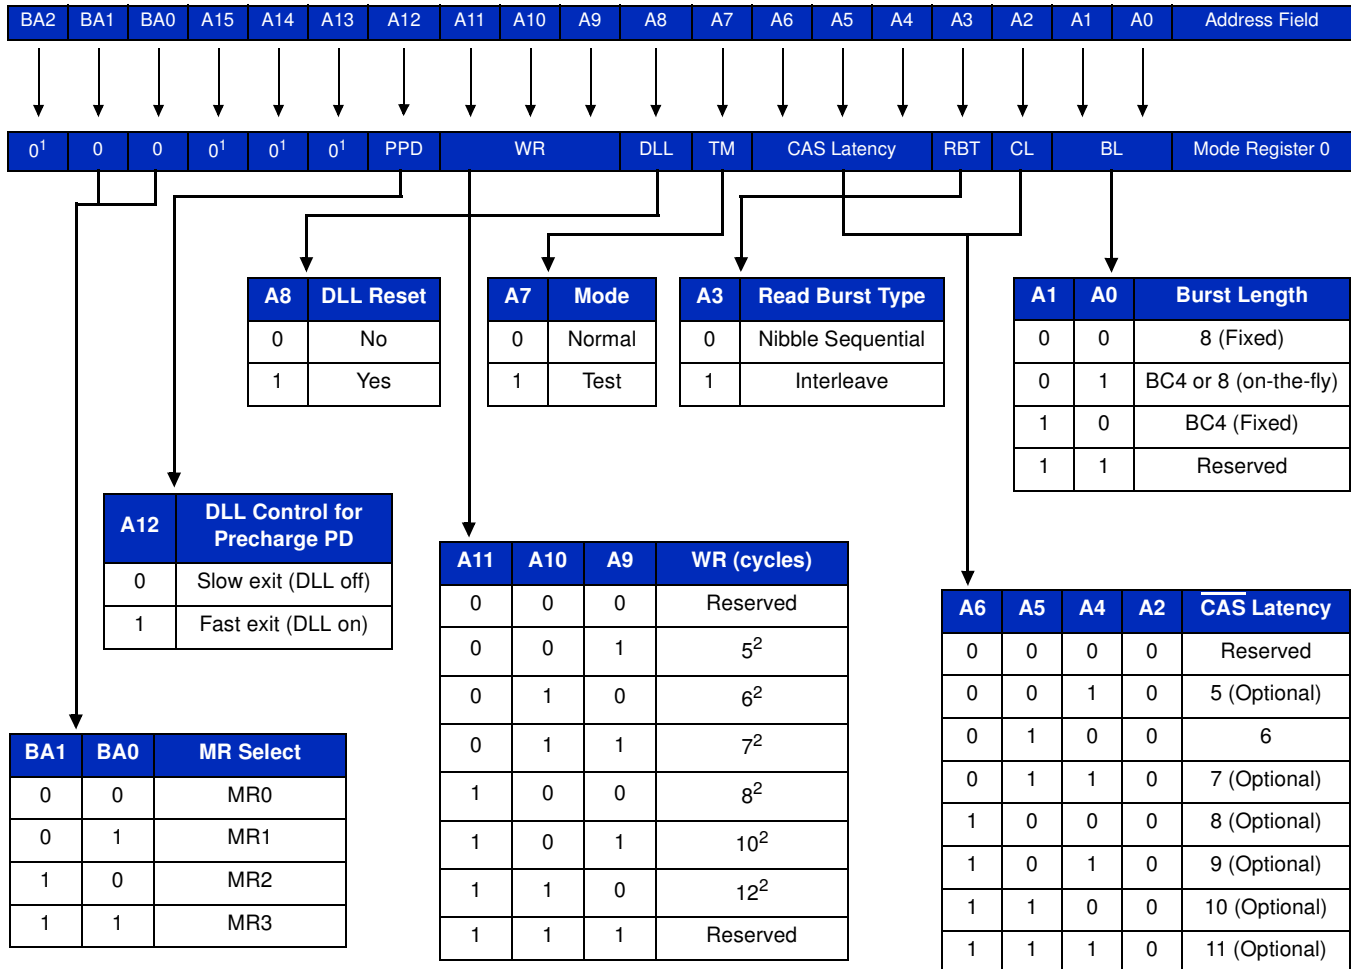 BA2 BA1 BA0 A15 A14 A13 A12 A11 A10 A9 A8 A7 A6 A5 A4 A3 A2 A1 A0 Address Field
0¹ 0 0 0¹ 0¹ 0¹ PPD WR DLL TM CAS Latency RBT CL BL Mode Register 0
A8 DLL Reset
0 No
1 Yes
A7 Mode
0 Normal
1 Test
A3 Read Burst Type
0 Nibble Sequential
1 Interleave
A1 A0 Burst Length
0 0 8 (Fixed)
0 1 BC4 or 8 (on-the-fly)
1 0 BC4 (Fixed)
1 1 Reserved
A12 DLL Control for
Precharge PD
0 Slow exit (DLL off)
1 Fast exit (DLL on)
A11 A10 A9 WR (cycles)
0 0 0 Reserved
0 0 1 5²
0 1 0 6²
0 1 1 7²
1 0 0 8²
1 0 1 10²
1 1 0 12²
1 1 1 Reserved
A6 A5 A4 A2 CAS Latency
0 0 0 0 Reserved
0 0 1 0 5 (Optional)
0 1 0 0 6
0 1 1 0 7 (Optional)
1 0 0 0 8 (Optional)
1 0 1 0 9 (Optional)
1 1 0 0 10 (Optional)
1 1 1 0 11 (Optional)
BA1 BA0 MR Select
0 0 MR0
0 1 MR1
1 0 MR2
1 1 MR3